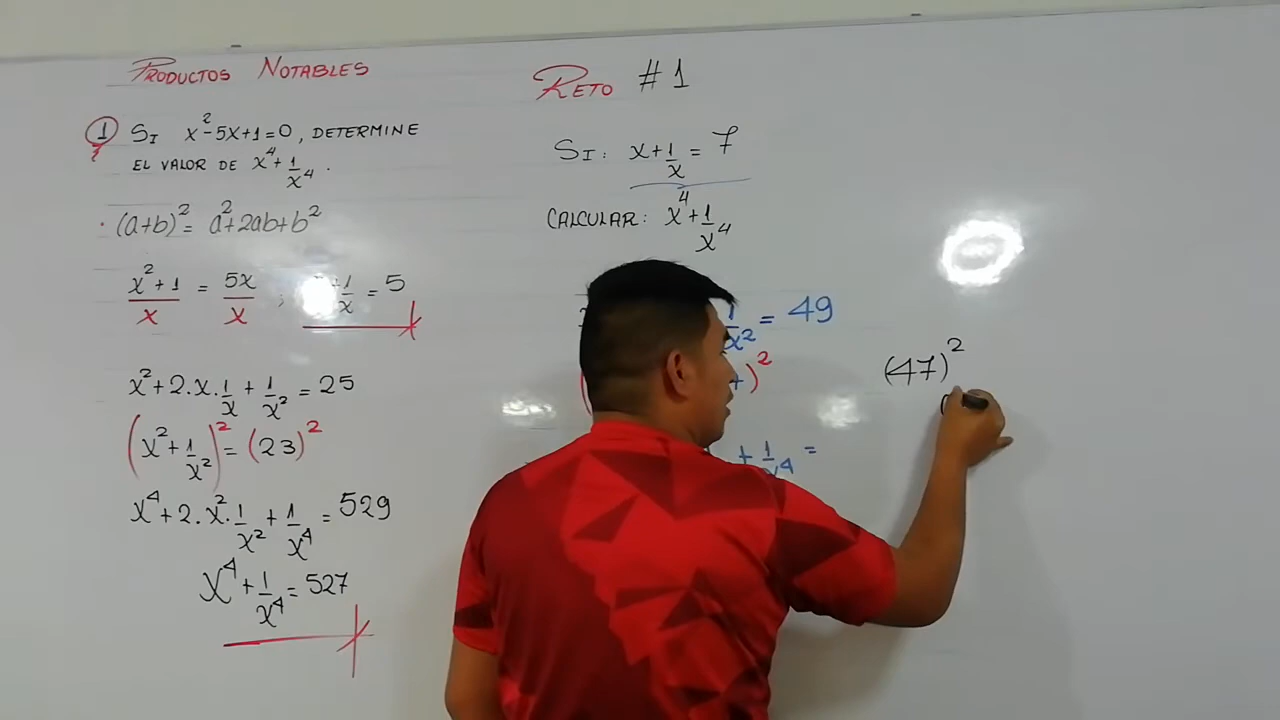 PRODUCTOS NOTABLES
1 SI x²-5x+1=0, DETERMINE
EL VALOR DE x⁴+1/x⁴.
· (a+b)² = a²+2ab+b²
x²+1/x = 5x/x ; +1/x = 5
x²+2.x.1/x + 1/x² = 25
(x²+1/x²)² = (23)²
x⁴+2.x².1/x² + 1/x⁴ = 529
x⁴+1/x⁴ = 527
RETO #1
SI: x+1/x = 7
CALCULAR: x⁴+1/x⁴
1/x² = 49
)²
+ 1/x⁴ =
(47)²